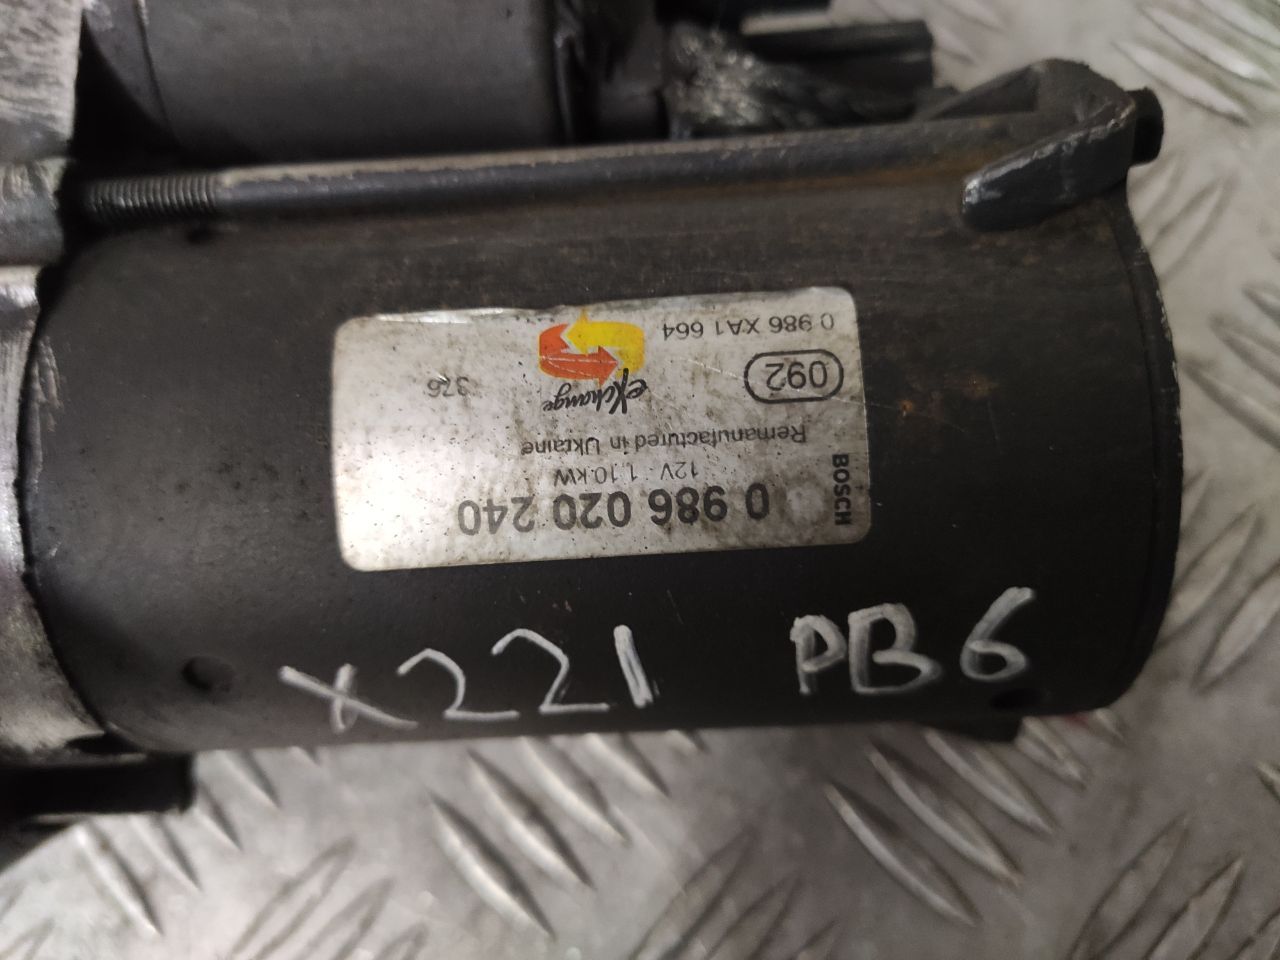 BOSCH
0 986 020 240
12V - 1,10 kW
Remanufactured in Ukraine
eXchange
376
092
0 986 XA1 664
X221 PB6